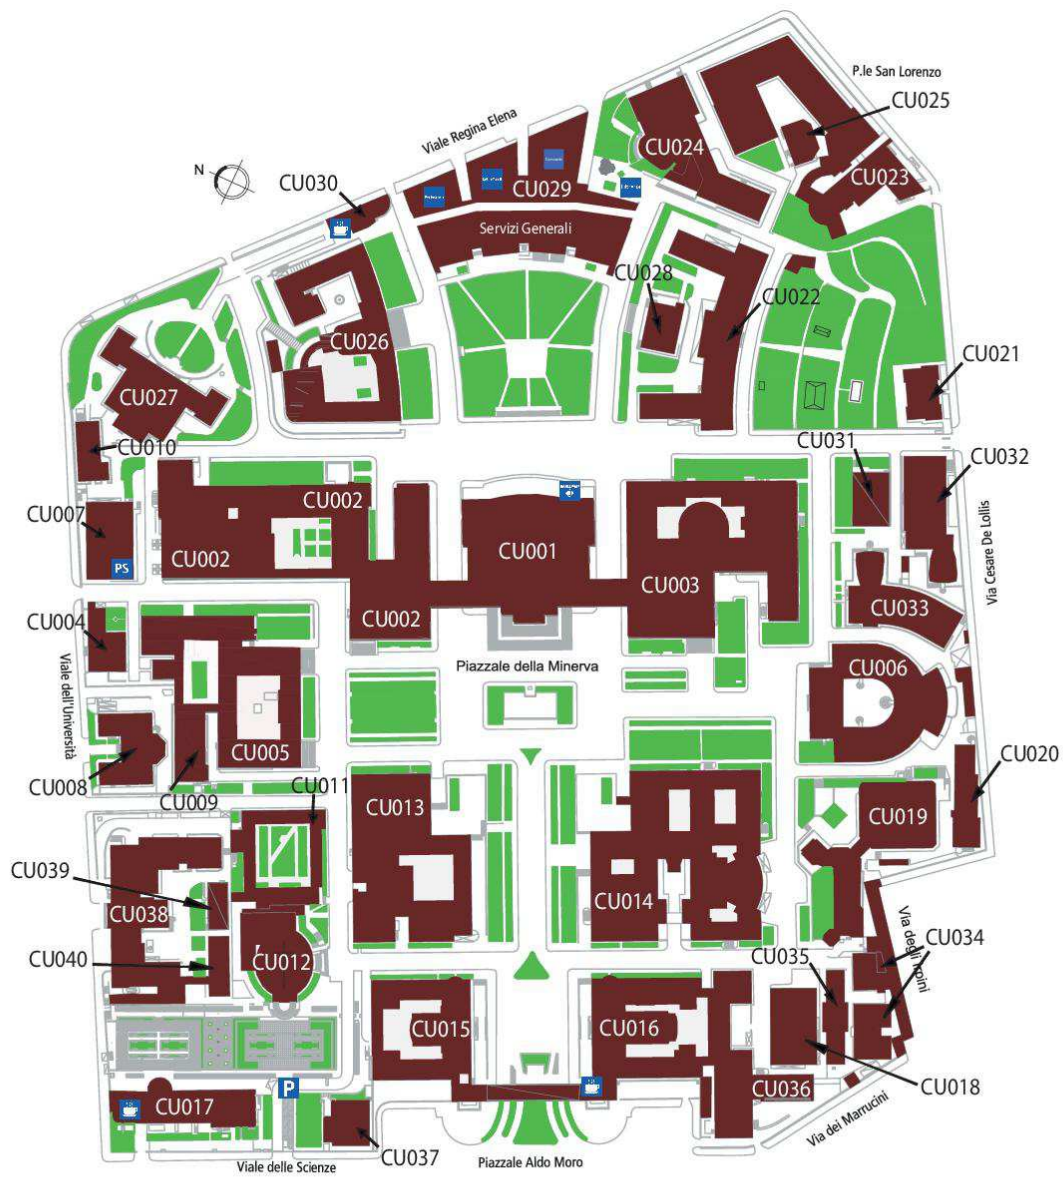 P.le San Lorenzo
CU025
Viale Regina Elena
CU024
N
CU030
CU029
CU023
Servizi Generali
CU028
CU022
CU026
CU021
CU027
CU010
CU031
CU032
CU002
CU007
PS
CU002
CU001
CU003
Via Cesare De Lollis
CU033
CU004
CU002
Piazzale della Minerva
CU006
Viale dell'Università
CU005
CU020
CU008
CU009
CU011
CU013
CU019
CU039
CU038
CU014
CU034
Via degli Irpini
CU040
CU012
CU035
CU015
CU016
P
CU036
CU018
CU017
CU037
Via dei Marrucini
Viale delle Scienze
Piazzale Aldo Moro